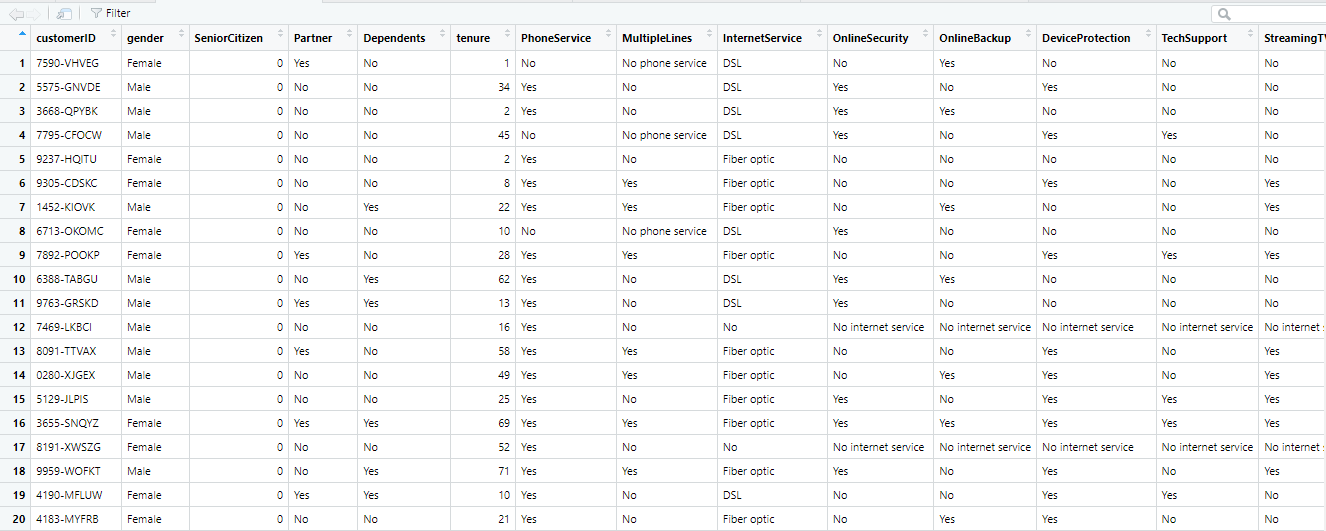 Filter
customerID gender SeniorCitizen Partner Dependents tenure PhoneService MultipleLines InternetService OnlineSecurity OnlineBackup DeviceProtection TechSupport StreamingTV
1 7590-VHVEG Female 0 Yes No 1 No No phone service DSL No Yes No No No
2 5575-GNVDE Male 0 No No 34 Yes No DSL Yes No Yes No No
3 3668-QPYBK Male 0 No No 2 Yes No DSL Yes Yes No No No
4 7795-CFOCW Male 0 No No 45 No No phone service DSL Yes No Yes Yes No
5 9237-HQITU Female 0 No No 2 Yes No Fiber optic No No No No No
6 9305-CDSKC Female 0 No No 8 Yes Yes Fiber optic No No Yes No Yes
7 1452-KIOVK Male 0 No Yes 22 Yes Yes Fiber optic No Yes No No Yes
8 6713-OKOMC Female 0 No No 10 No No phone service DSL Yes No No No No
9 7892-POOKP Female 0 Yes No 28 Yes Yes Fiber optic No No Yes Yes Yes
10 6388-TABGU Male 0 No Yes 62 Yes No DSL Yes Yes No No No
11 9763-GRSKD Male 0 Yes Yes 13 Yes No DSL Yes No No No No
12 7469-LKBCI Male 0 No No 16 Yes No No No internet service No internet service No internet service No internet service No internet
13 8091-TTVAX Male 0 Yes No 58 Yes Yes Fiber optic No No Yes No Yes
14 0280-XJGEX Male 0 No No 49 Yes Yes Fiber optic No Yes Yes No Yes
15 5129-JLPIS Male 0 No No 25 Yes No Fiber optic Yes No Yes Yes Yes
16 3655-SNQYZ Female 0 Yes Yes 69 Yes Yes Fiber optic Yes Yes Yes Yes Yes
17 8191-XWSZG Female 0 No No 52 Yes No No No internet service No internet service No internet service No internet service No internet
18 9959-WOFKT Male 0 No Yes 71 Yes Yes Fiber optic Yes No Yes No Yes
19 4190-MFLUW Female 0 Yes Yes 10 Yes No DSL No No Yes Yes No
20 4183-MYFRB Female 0 No No 21 Yes No Fiber optic No Yes Yes No No